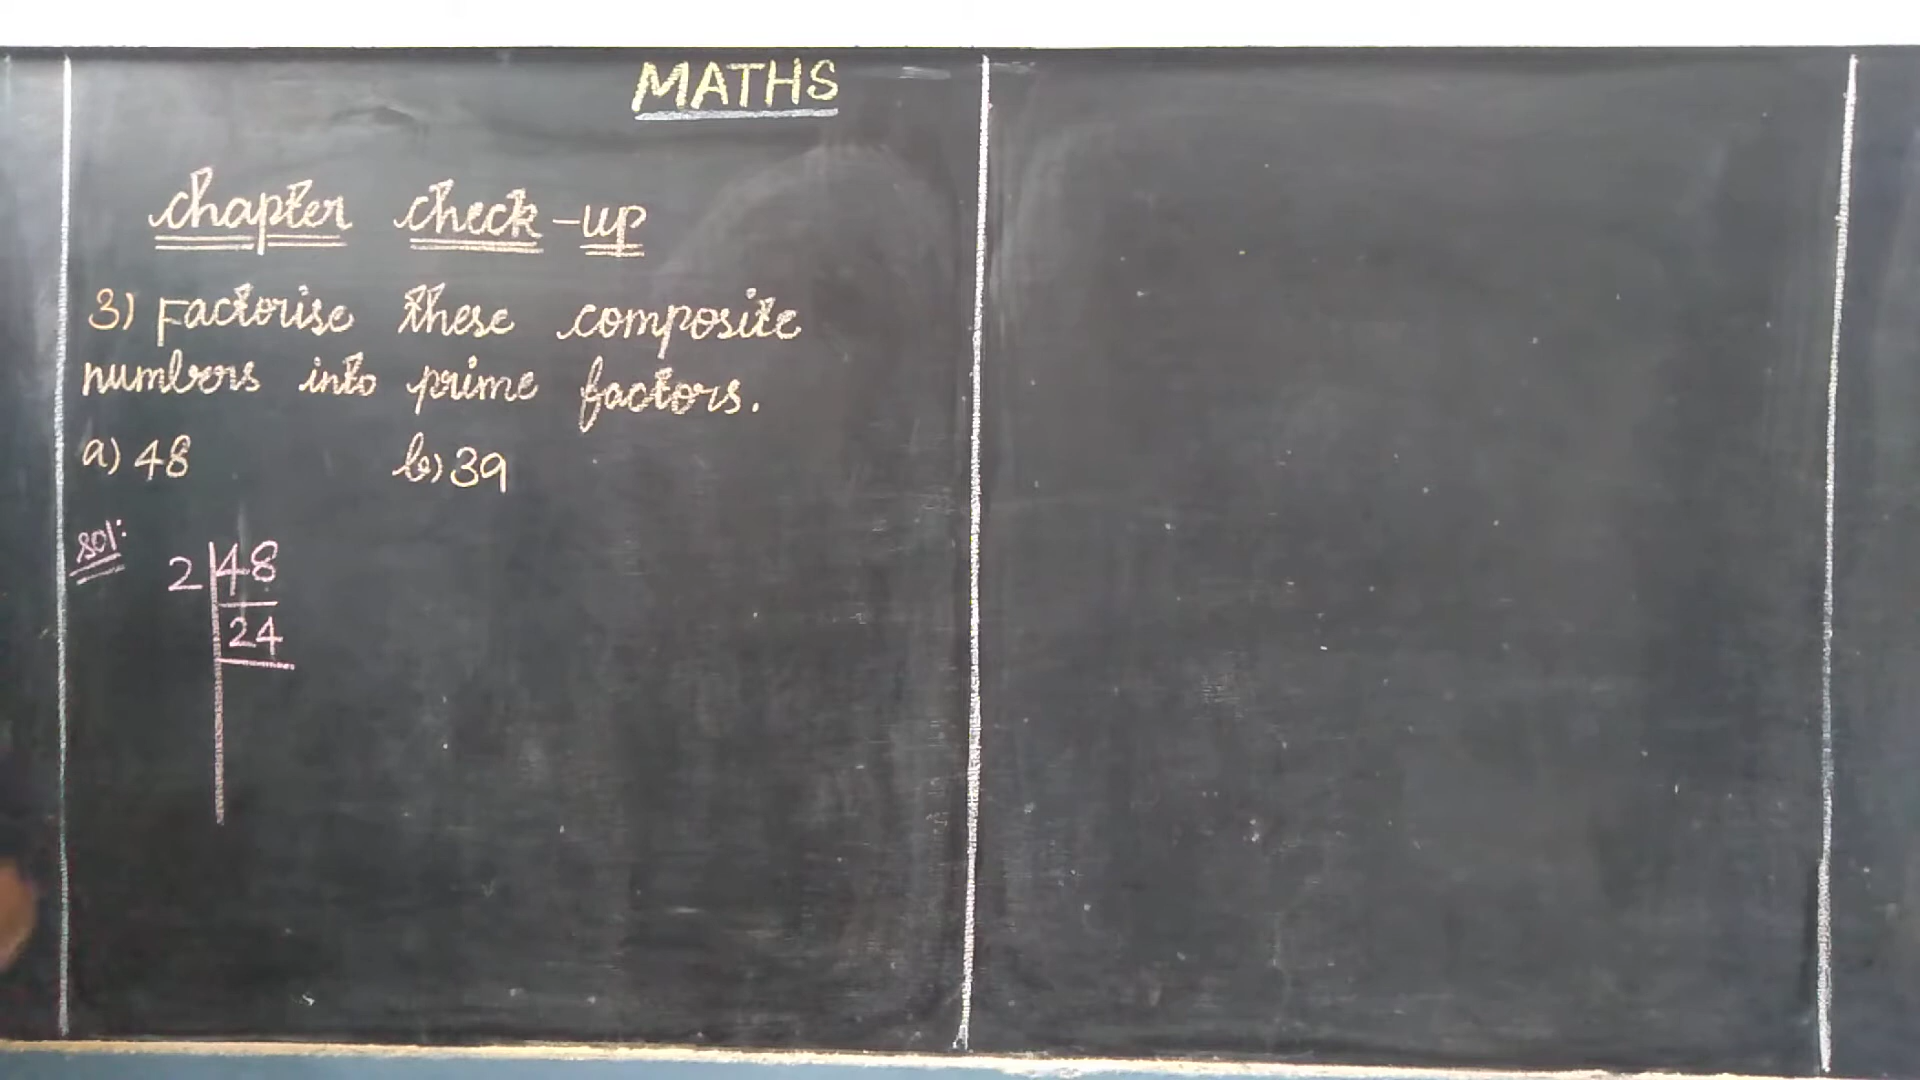 MATHS
chapter check-up
3) Factorise these composite
numbers into prime factors.
a) 48 b) 39
sol:
2 48
24